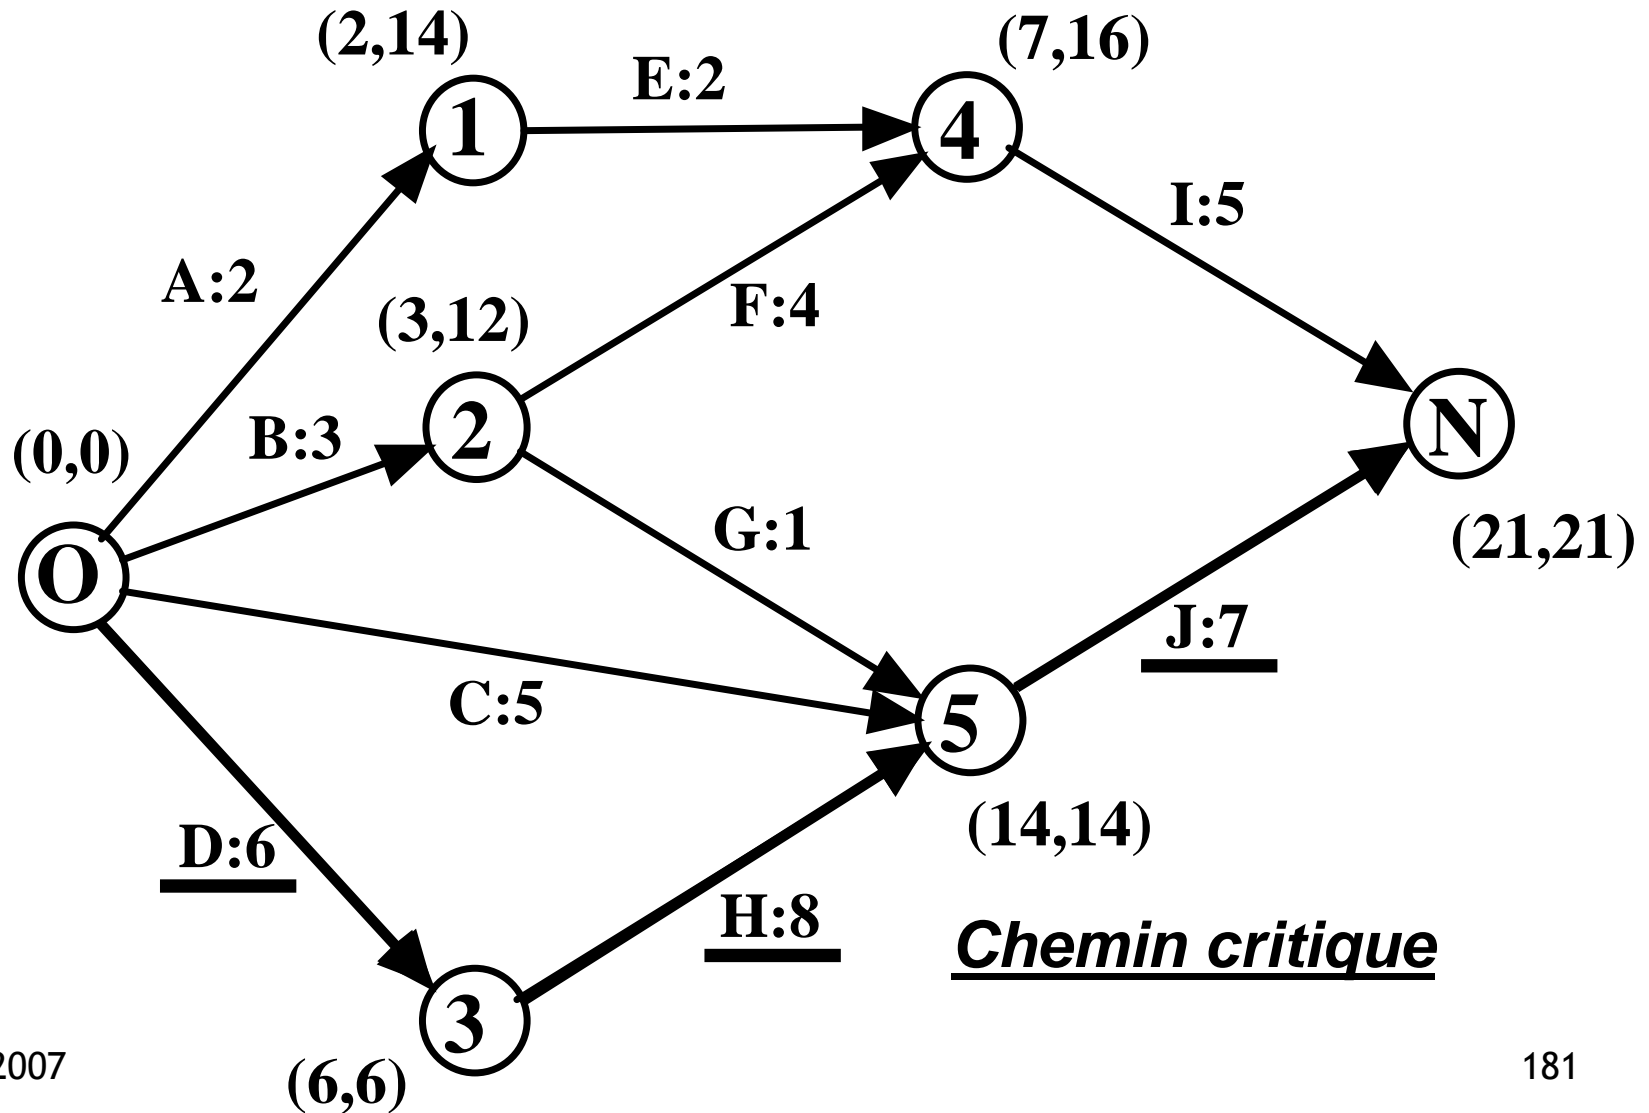 (2,14)
(7,16)
E:2
1
4
I:5
A:2
F:4
(3,12)
(0,0)
B:3
2
N
G:1
(21,21)
O
J:7
C:5
5
D:6
(14,14)
H:8
Chemin critique
3
2007
(6,6)
181